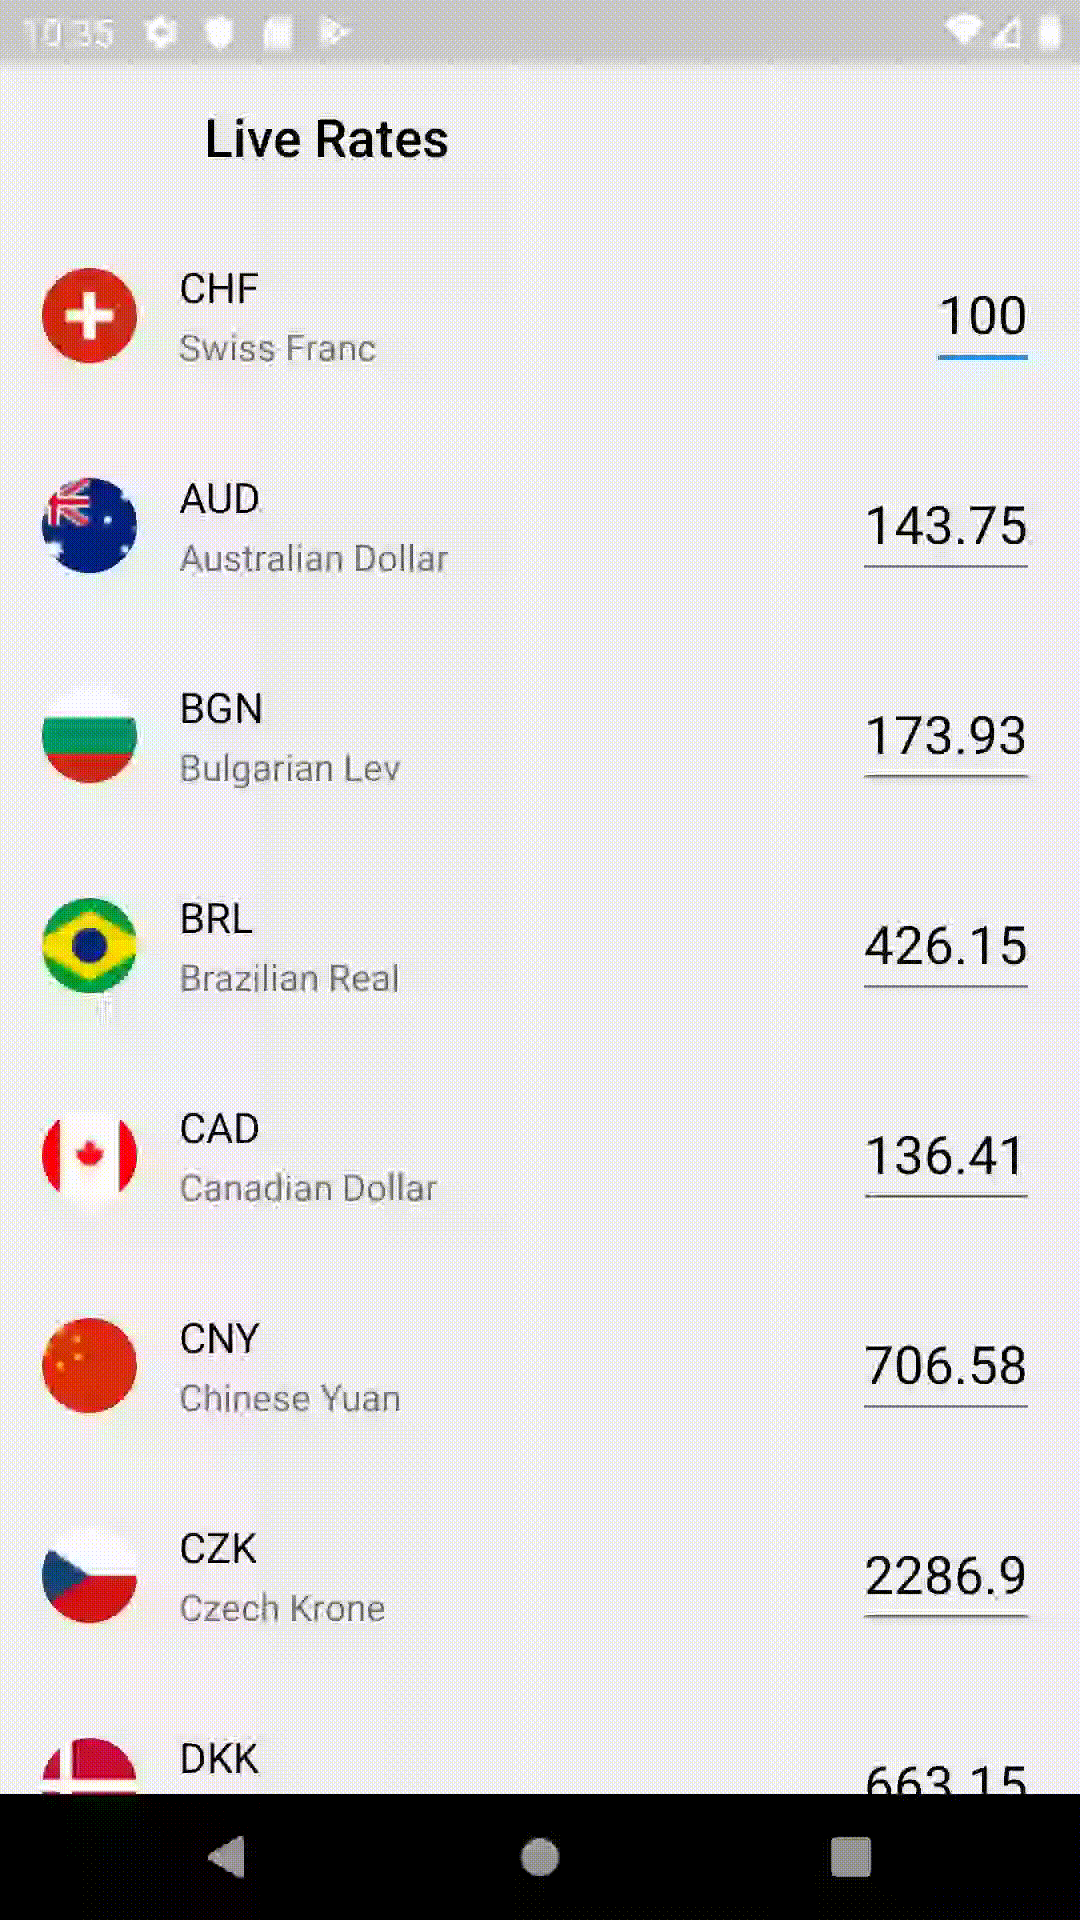 10:35
Live Rates
CHF
Swiss Franc
100
AUD
Australian Dollar
143.75
BGN
Bulgarian Lev
173.93
BRL
Brazilian Real
426.15
CAD
Canadian Dollar
136.41
CNY
Chinese Yuan
706.58
CZK
Czech Krone
2286.9
DKK
663.15